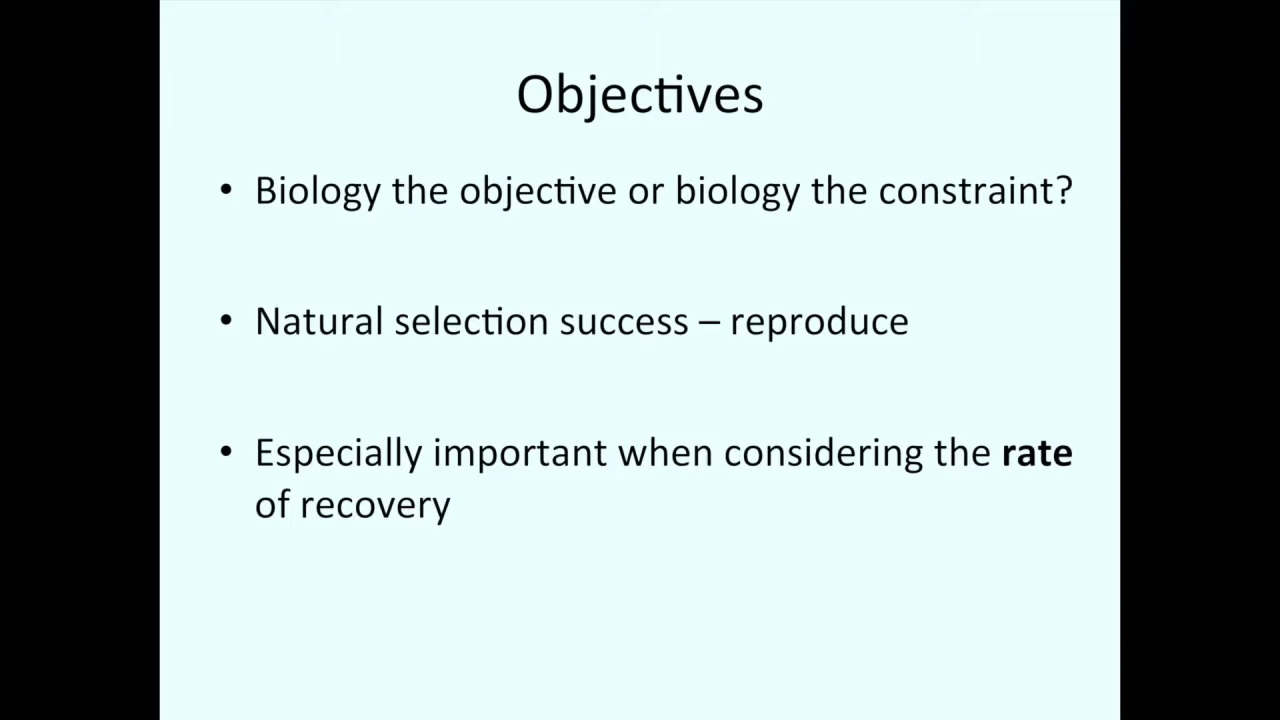 Objectives
• Biology the objective or biology the constraint?
• Natural selection success – reproduce
• Especially important when considering the rate
of recovery